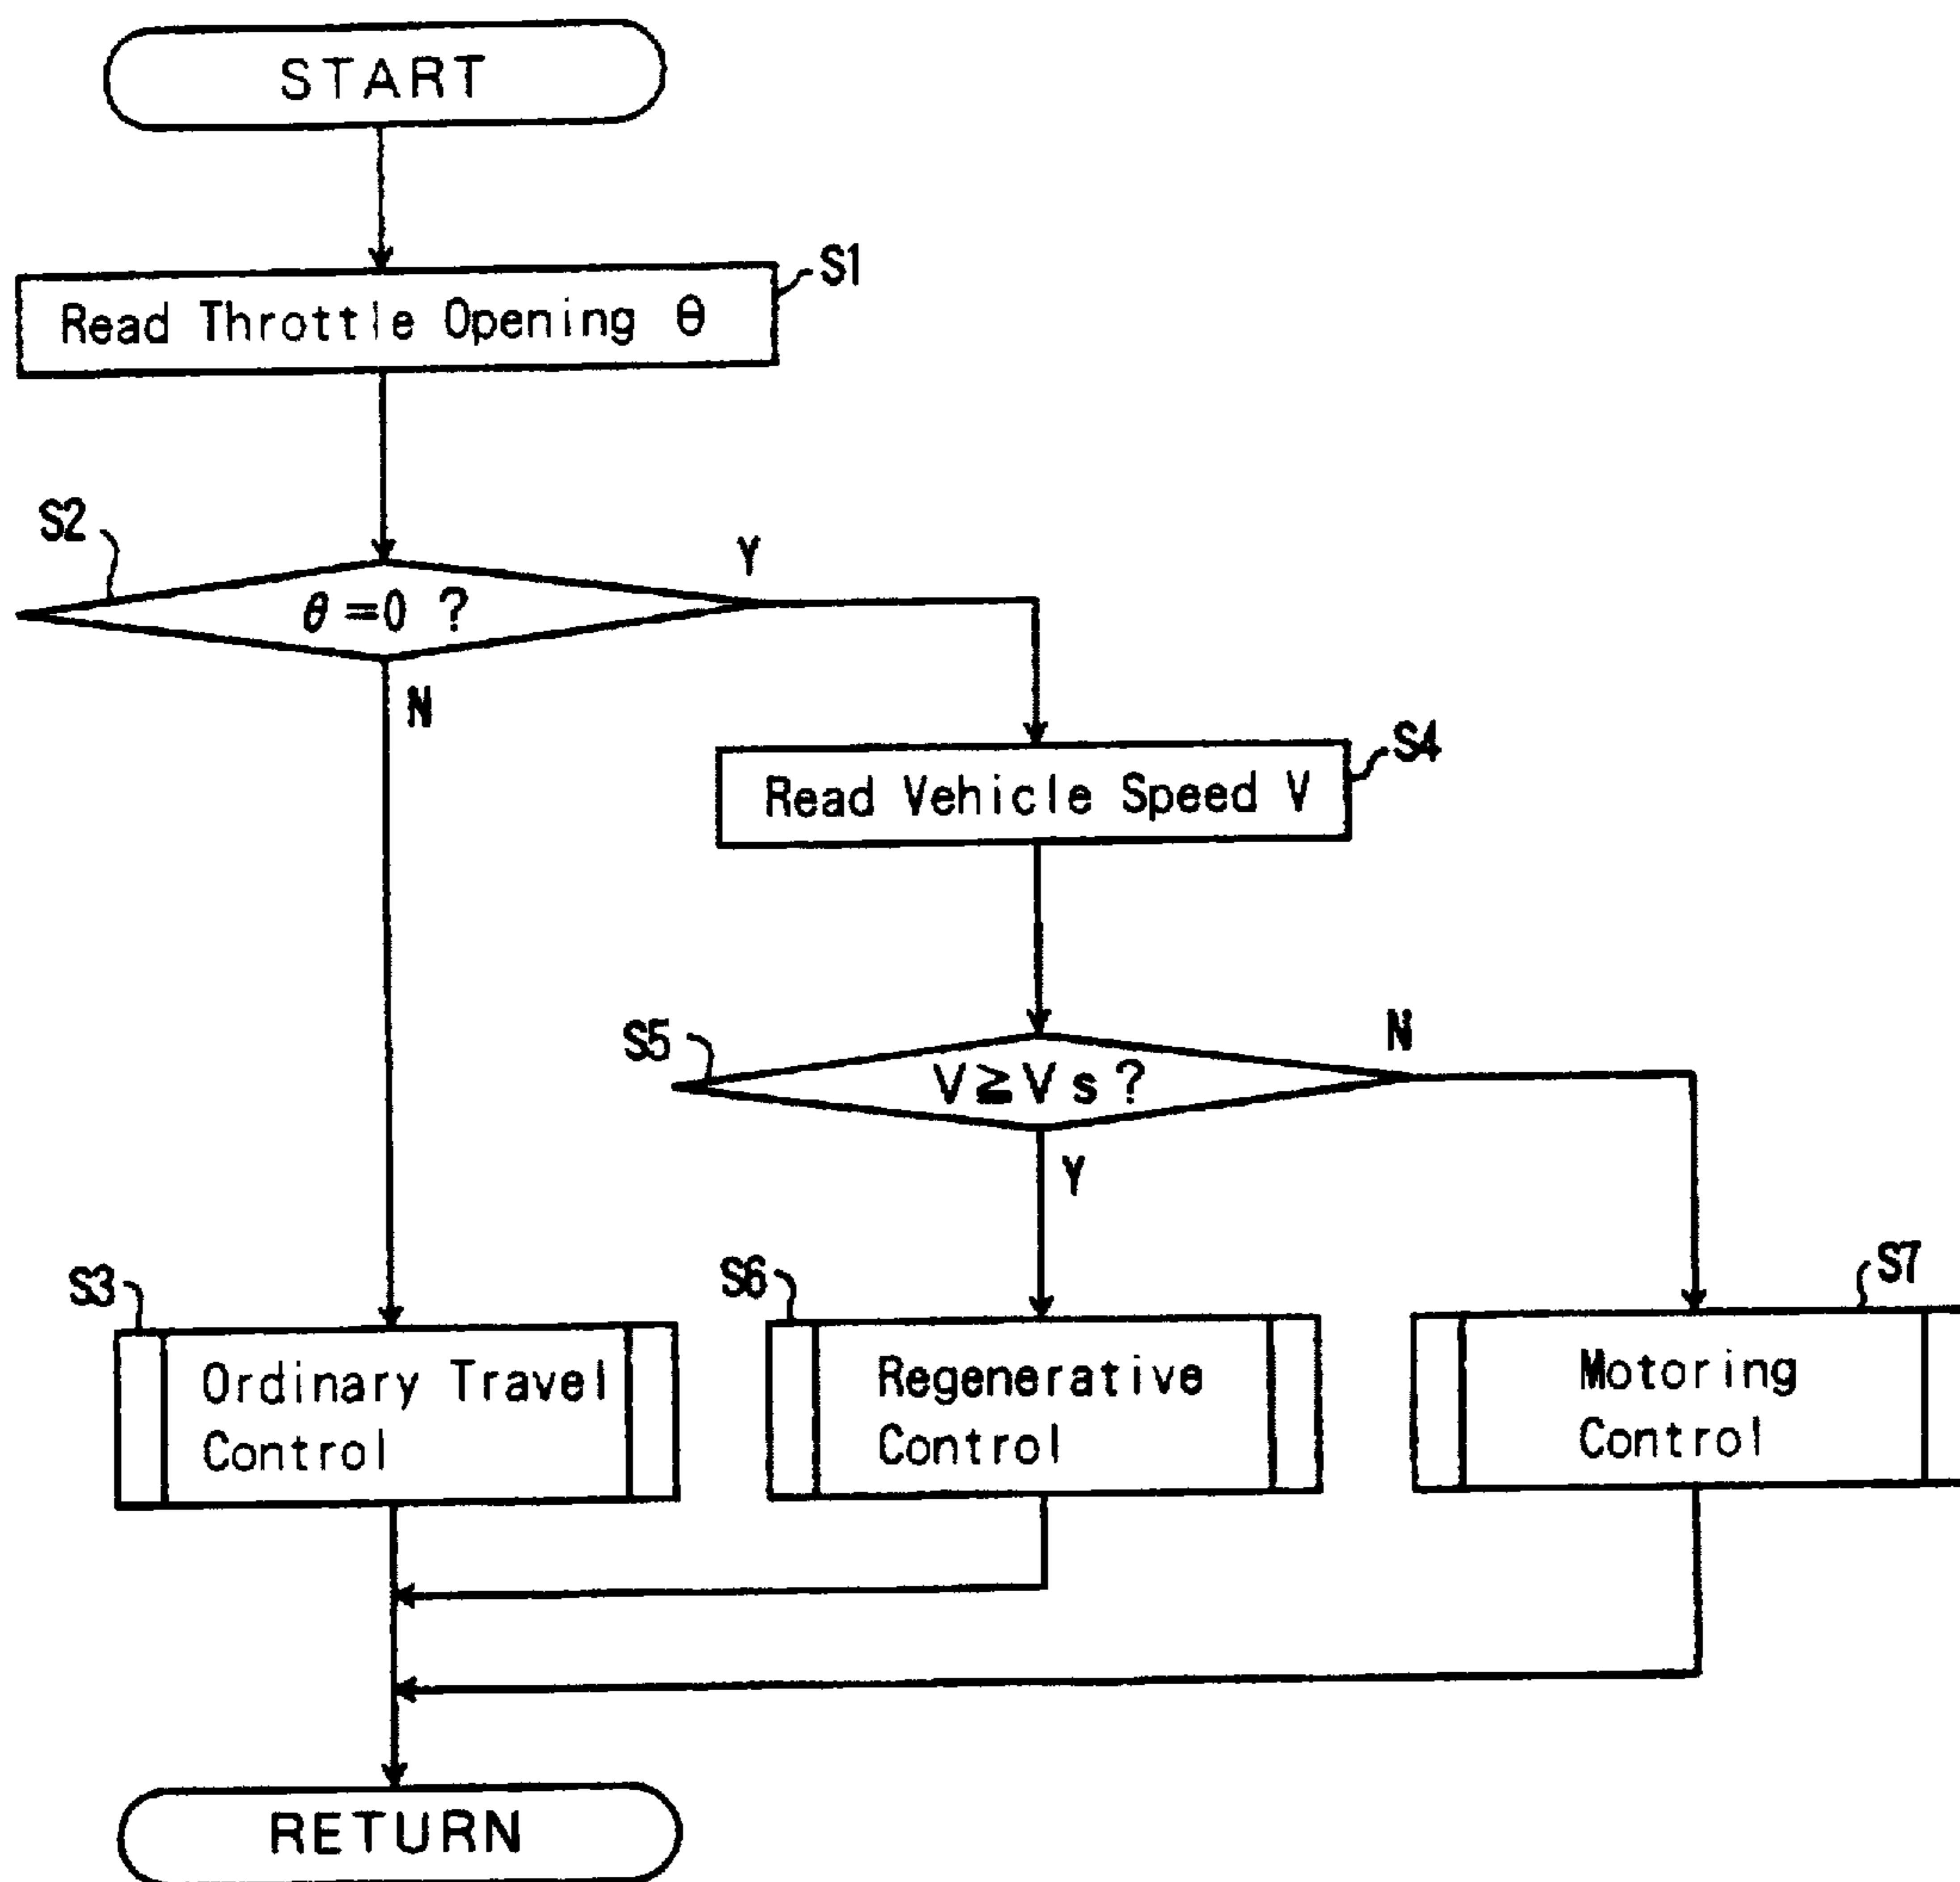 START
S1
Read Throttle Opening θ
S2
Y
θ=0 ?
N
S4
Read Vehicle Speed V
S5
N
V≧Vs?
Y
S3
S6
S7
Ordinary Travel
Control
Regenerative
Control
Motoring
Control
RETURN